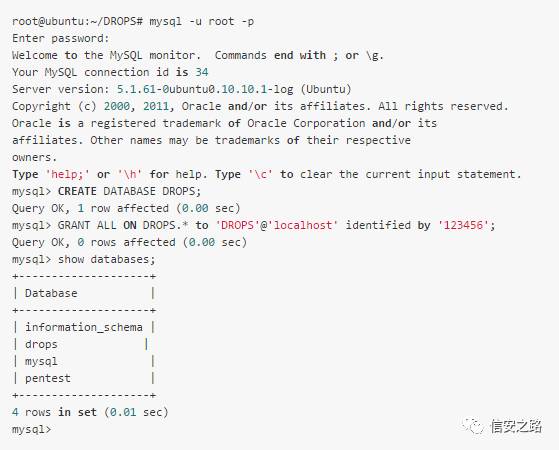 root@ubuntu:~/DROPS# mysql -u root -p
Enter password:
Welcome to the MySQL monitor.  Commands end with ; or \g.
Your MySQL connection id is 34
Server version: 5.1.61-0ubuntu0.10.10.1-log (Ubuntu)
Copyright (c) 2000, 2011, Oracle and/or its affiliates. All rights reserved.
Oracle is a registered trademark of Oracle Corporation and/or its
affiliates. Other names may be trademarks of their respective
owners.
Type 'help;' or '\h' for help. Type '\c' to clear the current input statement.
mysql> CREATE DATABASE DROPS;
Query OK, 1 row affected (0.00 sec)
mysql> GRANT ALL ON DROPS.* to 'DROPS'@'localhost' identified by '123456';
Query OK, 0 rows affected (0.00 sec)
mysql> show databases;
+--------------------+
| Database           |
+--------------------+
| information_schema |
| drops             |
| mysql              |
| pentest            |
+--------------------+
4 rows in set (0.01 sec)
mysql>
信安之路